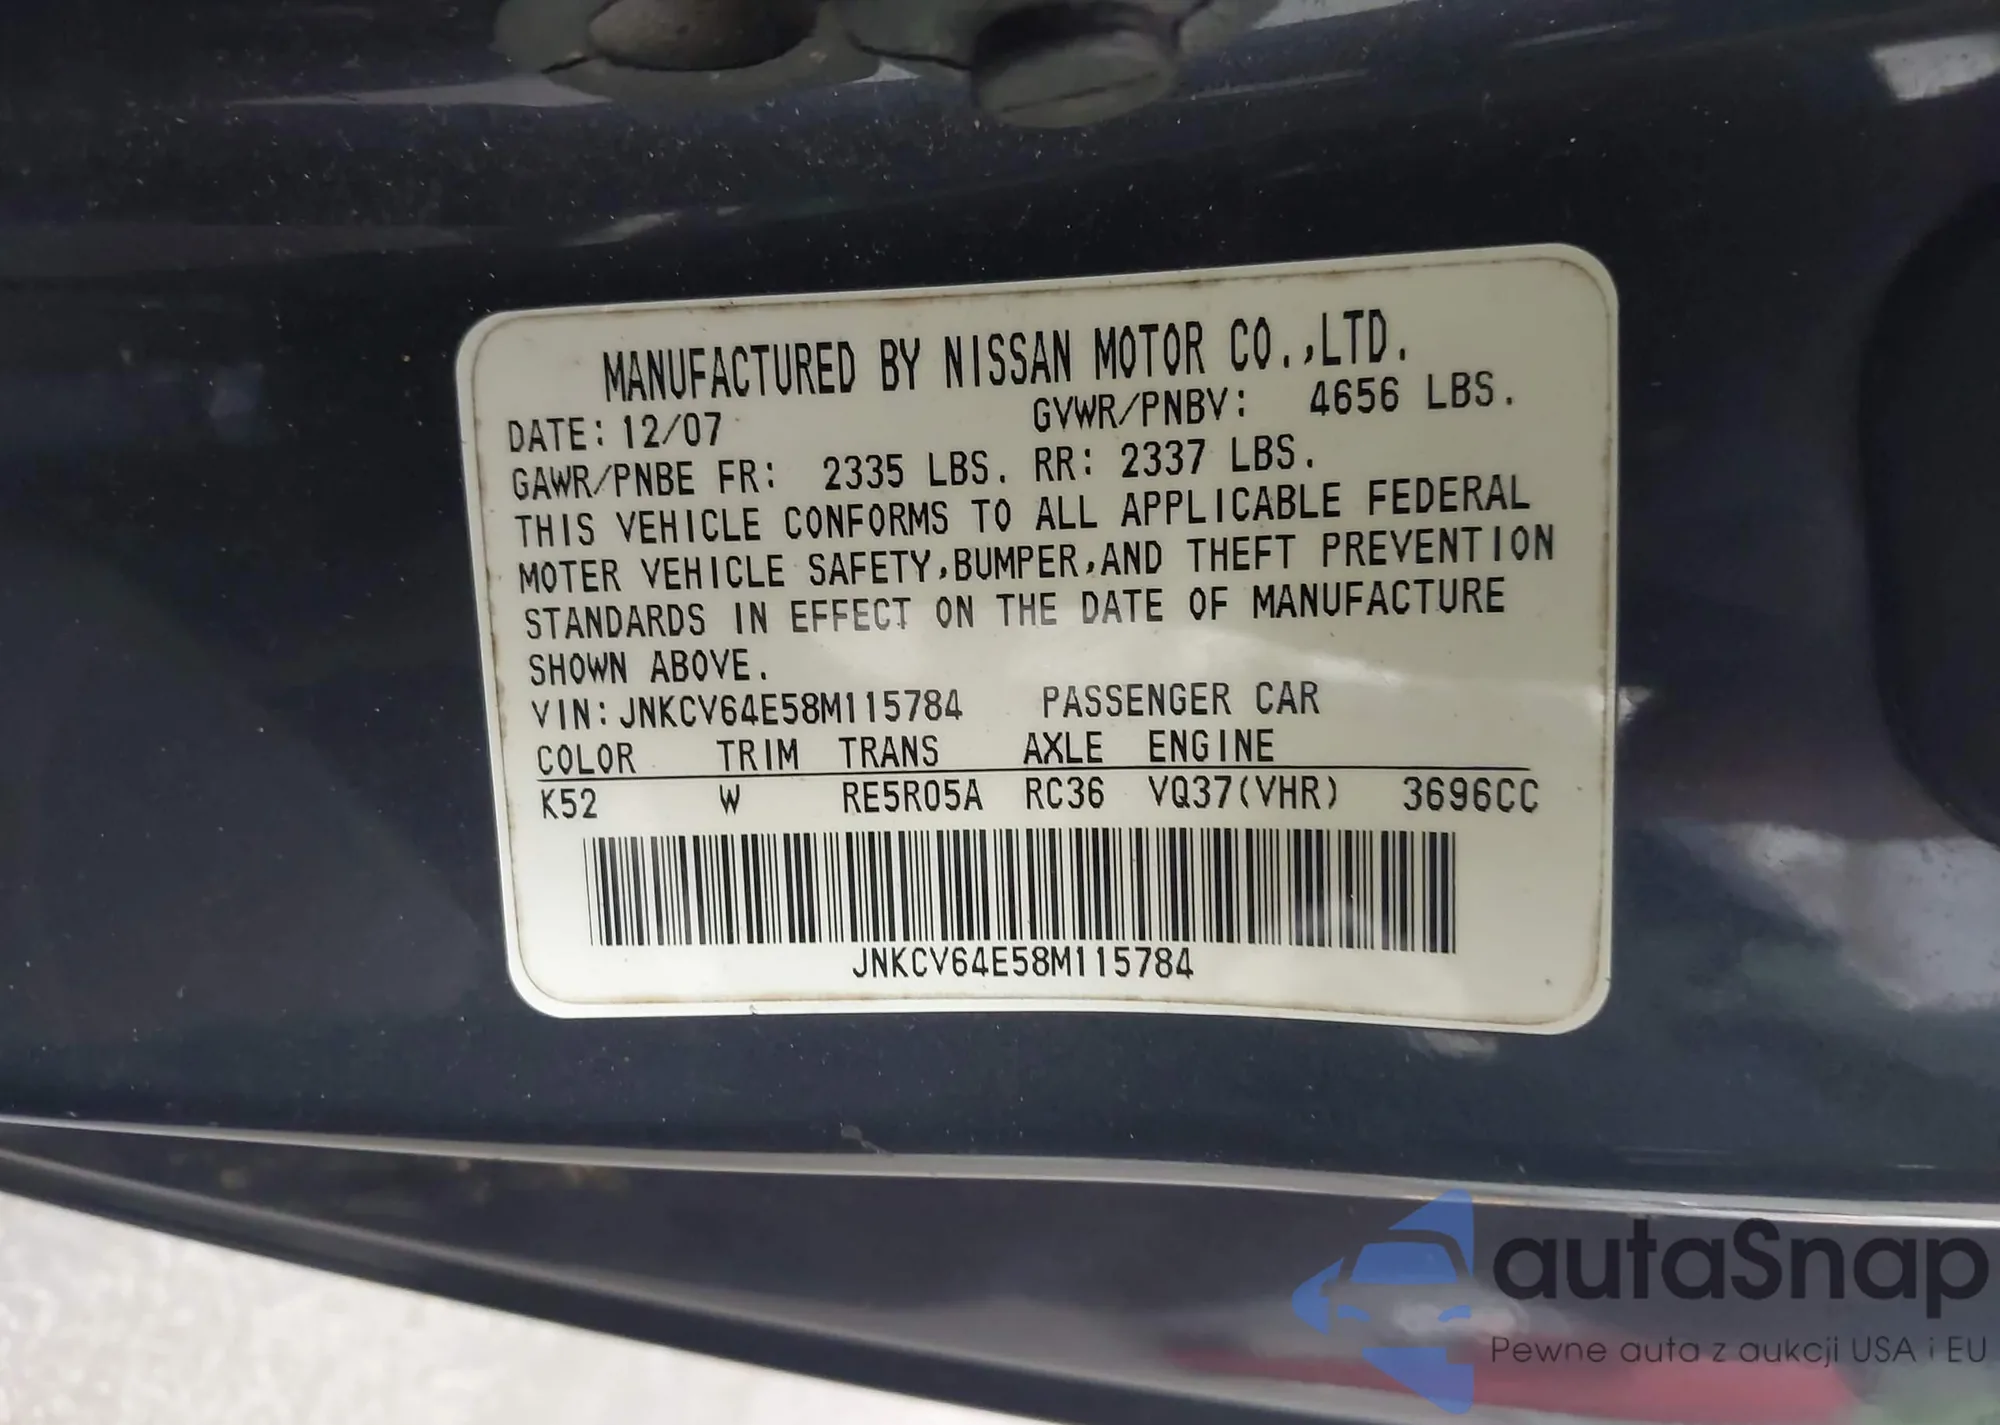 MANUFACTURED BY NISSAN MOTOR CO.,LTD.
DATE: 12/07 GVWR/PNBV: 4656 LBS.
GAWR/PNBE FR: 2335 LBS. RR: 2337 LBS.
THIS VEHICLE CONFORMS TO ALL APPLICABLE FEDERAL
MOTER VEHICLE SAFETY,BUMPER,AND THEFT PREVENTION
STANDARDS IN EFFECT ON THE DATE OF MANUFACTURE
SHOWN ABOVE.
VIN:JNKCV64E58M115784 PASSENGER CAR
COLOR TRIM TRANS AXLE ENGINE
K52 W RE5R05A RC36 VQ37(VHR) 3696CC
JNKCV64E58M115784
autaSnap
Pewne auta z aukcji USA i EU